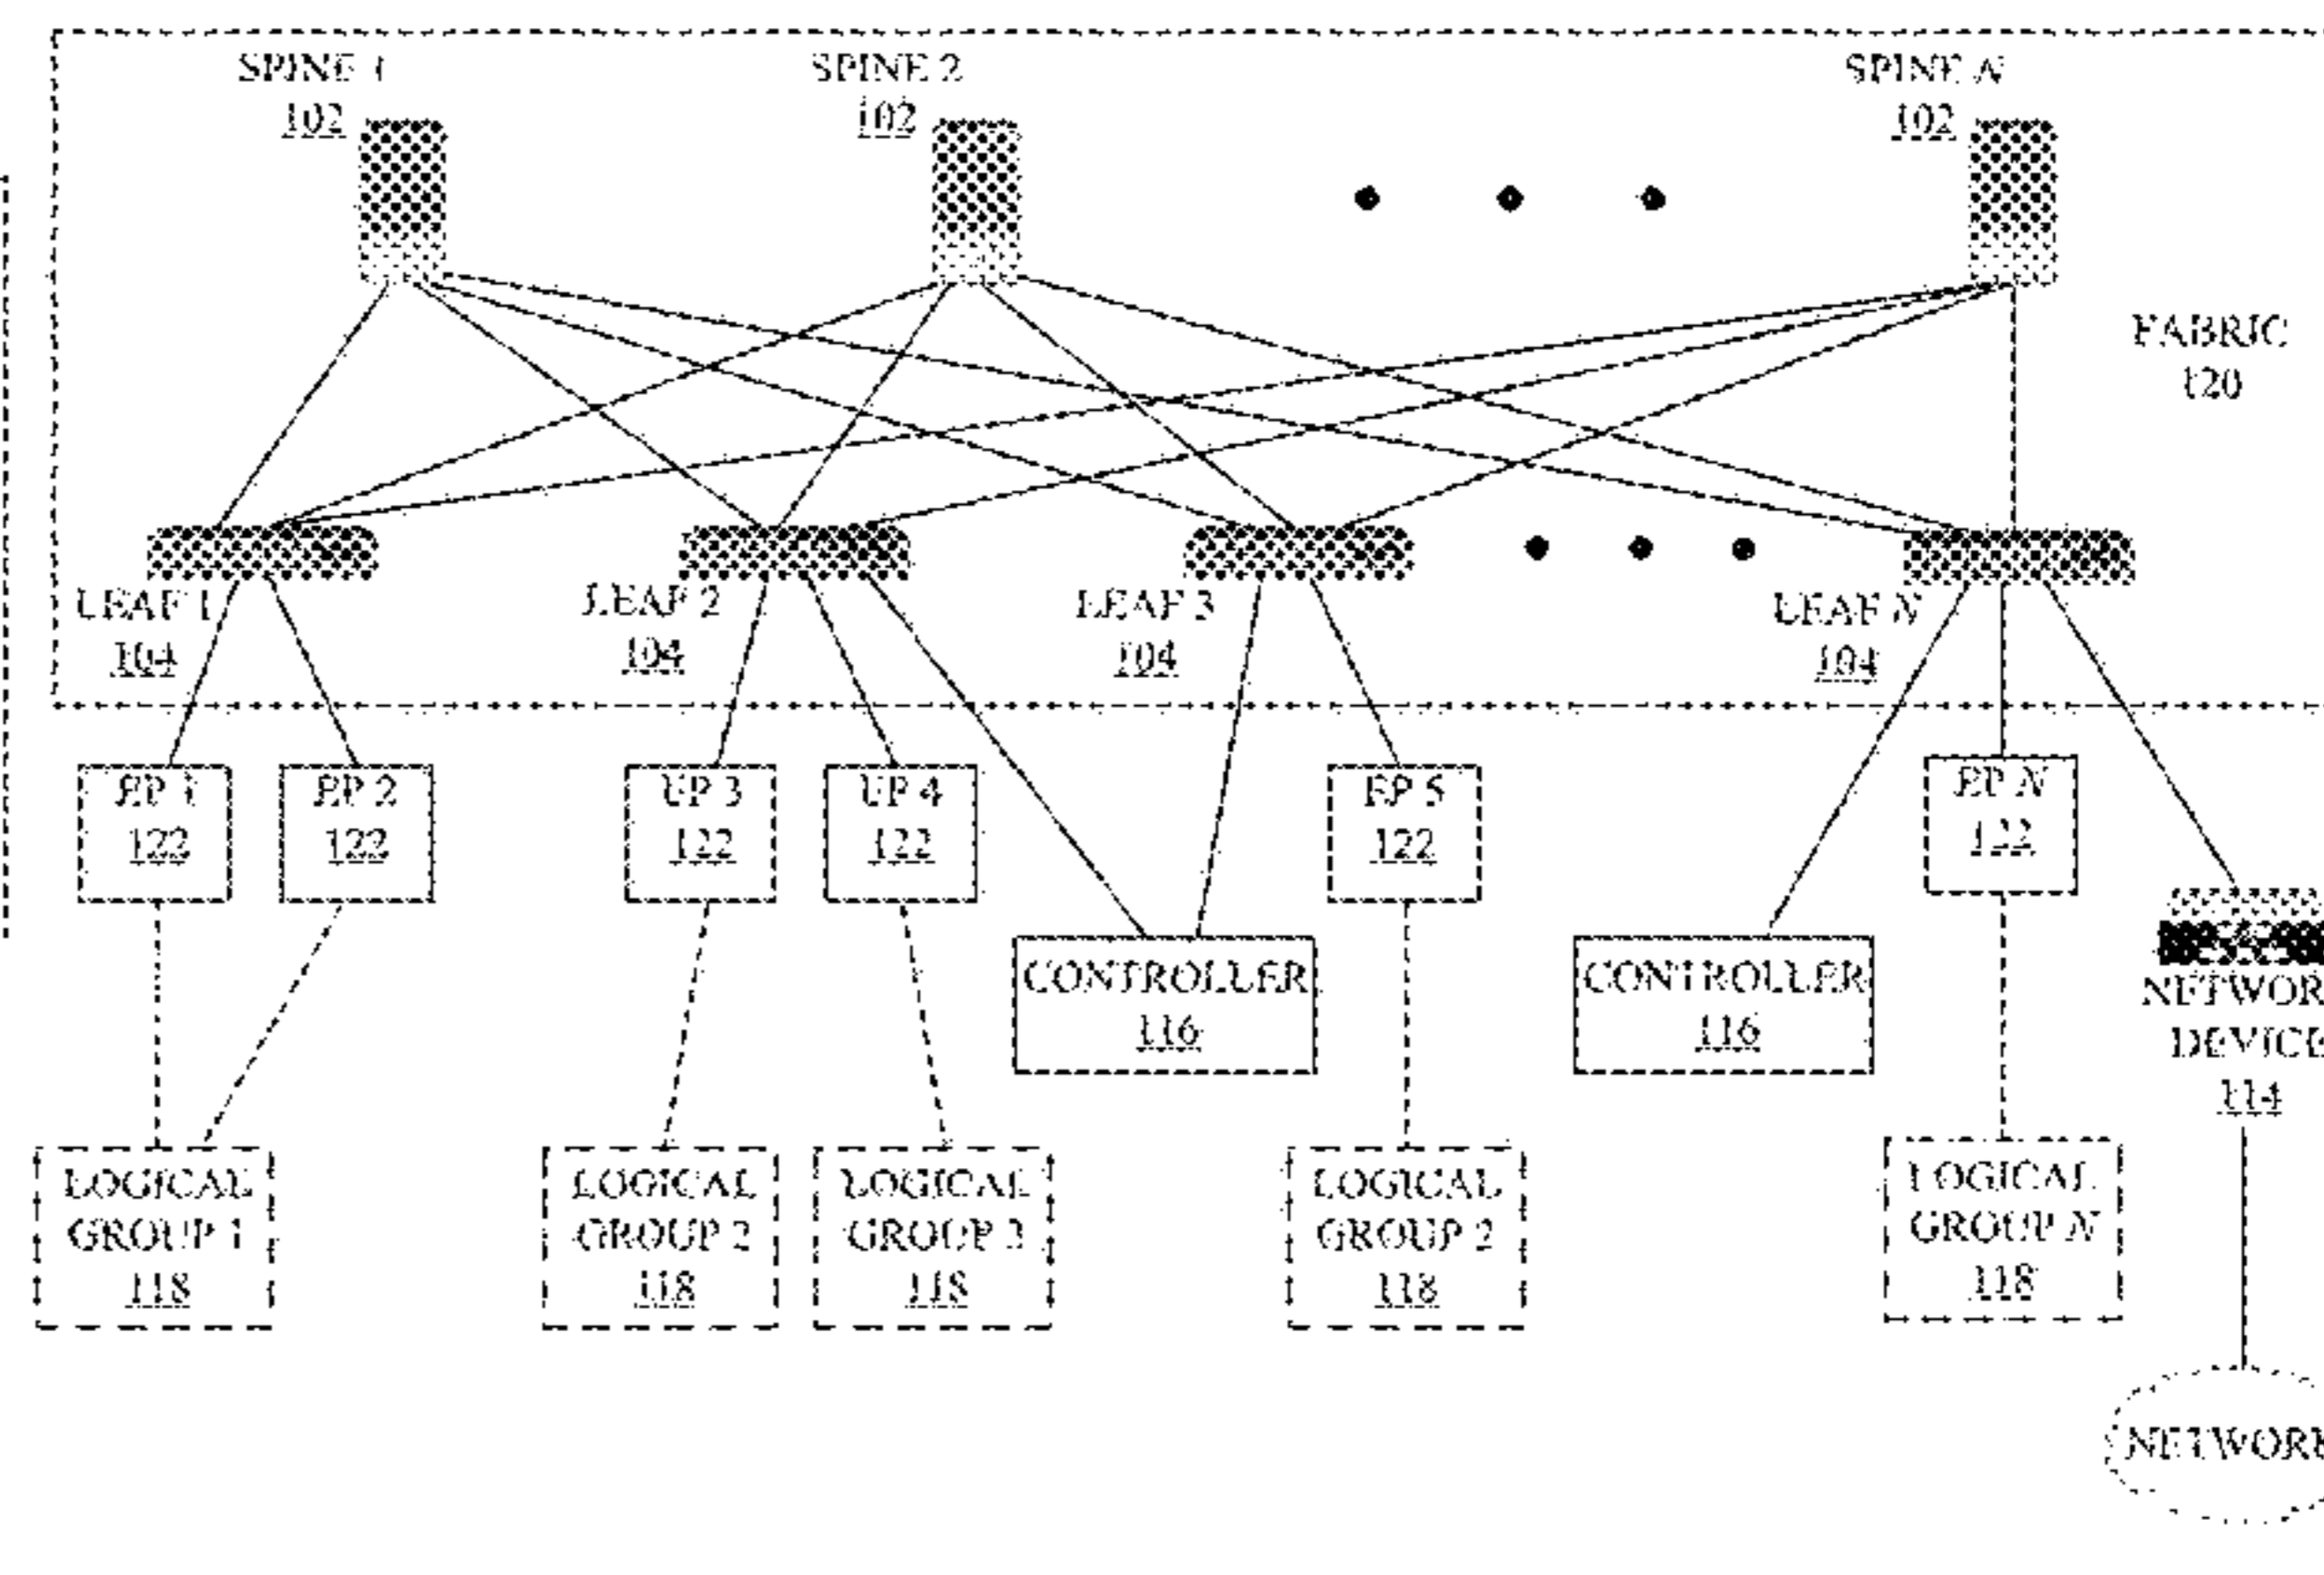 SPINE 1
102
SPINE 2
102
SPINE N
102
FABRIC
120
LEAF 1
104
LEAF 2
104
LEAF 3
104
LEAF N
104
EP 1
122
EP 2
122
EP 3
122
EP 4
122
EP 5
122
EP N
122
CONTROLLER
116
CONTROLLER
116
NETWOR
DEVICE
114
LOGICAL
GROUP 1
118
LOGICAL
GROUP 2
118
LOGICAL
GROUP 3
118
LOGICAL
GROUP 2
118
LOGICAL
GROUP N
118
NETWORK